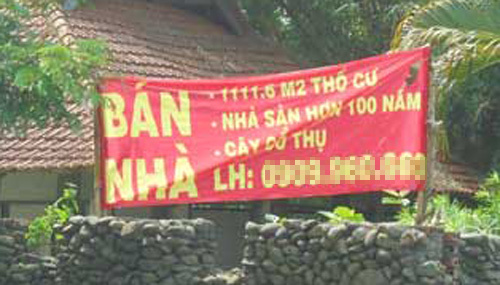 BÁN NHÀ
- 1111.6 M2 THỔ CƯ
- NHÀ SÀN HƠN 100 NĂM
- CÂY CỔ THỤ
LH: